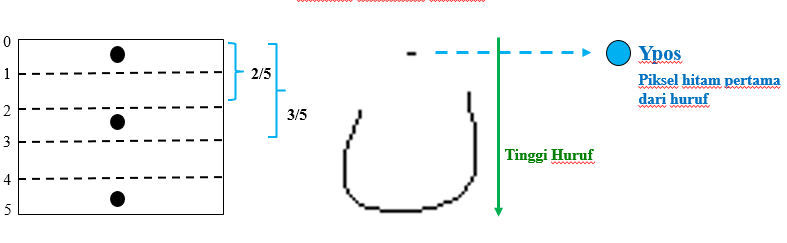 0
1
2
3
4
5
2/5
3/5
Ypos
Piksel hitam pertama
dari huruf
Tinggi Huruf